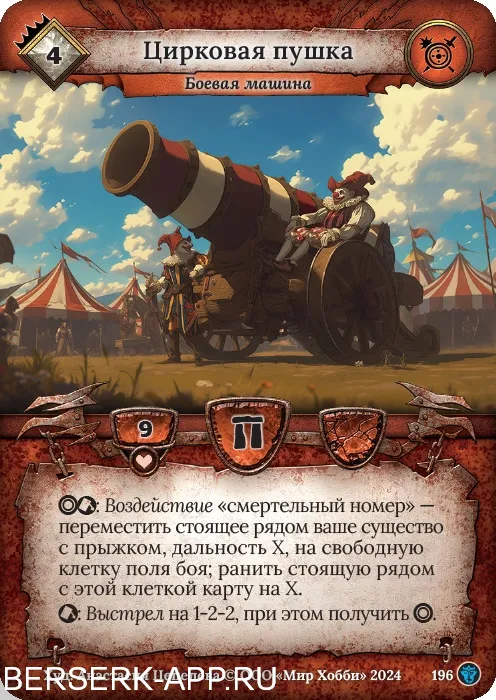 4
Цирковая пушка
Боевая машина
9
П
: Воздействие «смертельный номер» —
переместить стоящее рядом ваше существо
с прыжком, дальность X, на свободную
клетку поля боя; ранить стоящую рядом
с этой клеткой карту на X.
: Выстрел на 1-2-2, при этом получить .
Анастасия © ООО «Мир Хобби» 2024
196
BERSERK-APP.RU